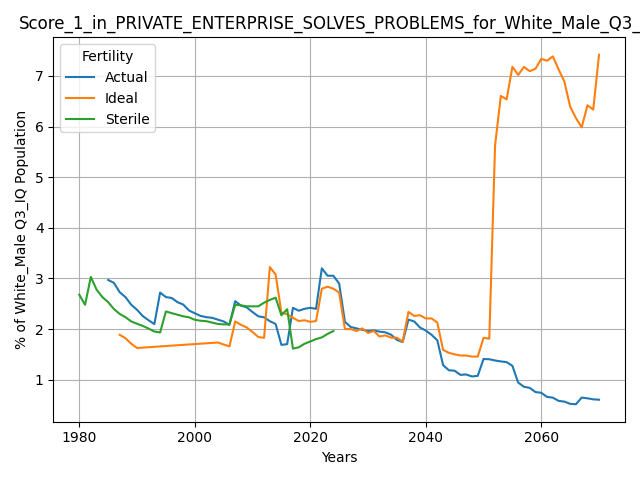 Score_1_in_PRIVATE_ENTERPRISE_SOLVES_PROBLEMS_for_White_Male_Q3_
Fertility
Actual
Ideal
Sterile
% of White_Male Q3_IQ Population
7
6
5
4
3
2
1
1980
2000
2020
2040
2060
Years